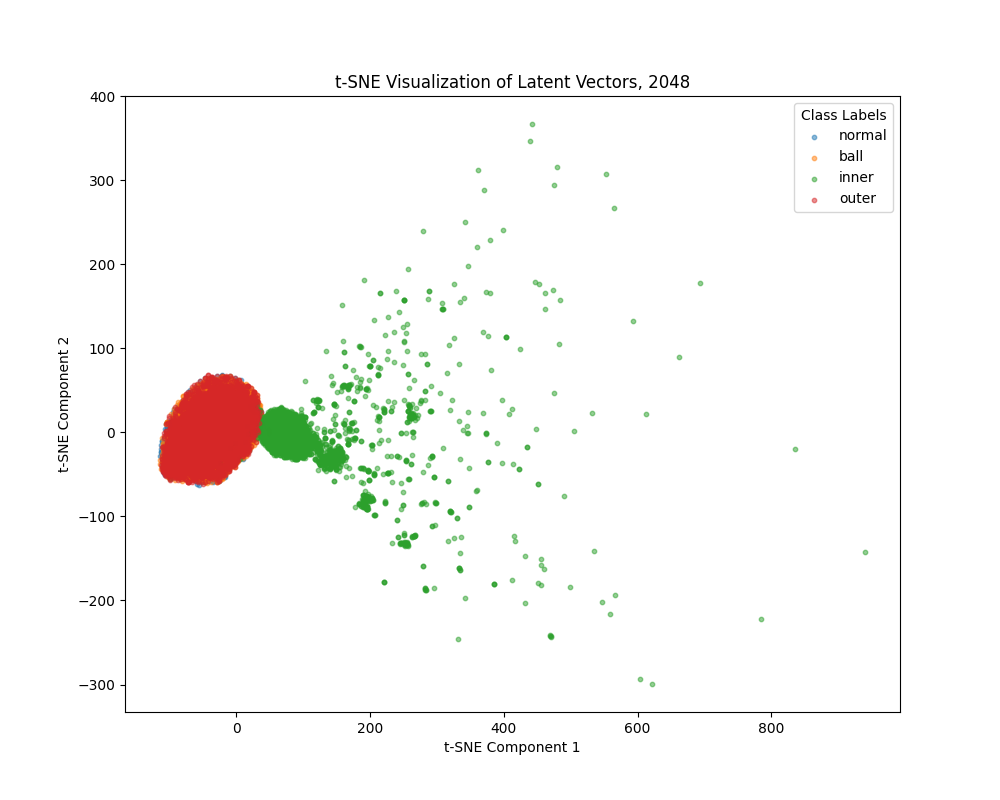 t-SNE Visualization of Latent Vectors, 2048
Class Labels
normal
ball
inner
outer
400
300
200
100
0
−100
−200
−300
t-SNE Component 2
0
200
400
600
800
t-SNE Component 1